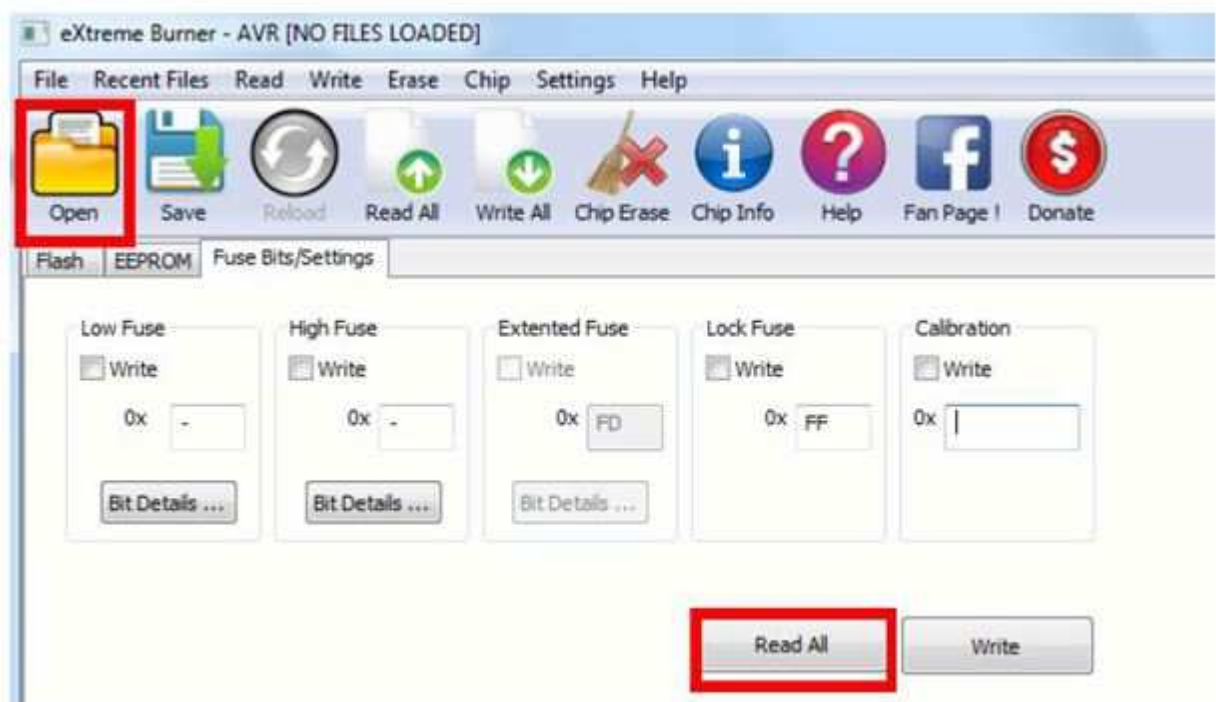 eXtreme Burner - AVR [NO FILES LOADED]
File Recent Files Read Write Erase Chip Settings Help
Open Save Reload Read All Write All Chip Erase Chip Info Help Fan Page ! Donate
Flash EEPROM Fuse Bits/Settings
Low Fuse High Fuse Extented Fuse Lock Fuse Calibration
Write Write Write Write Write
0x - 0x - 0x FD 0x FF 0x
Bit Details ... Bit Details ... Bit Details ...
Read All Write